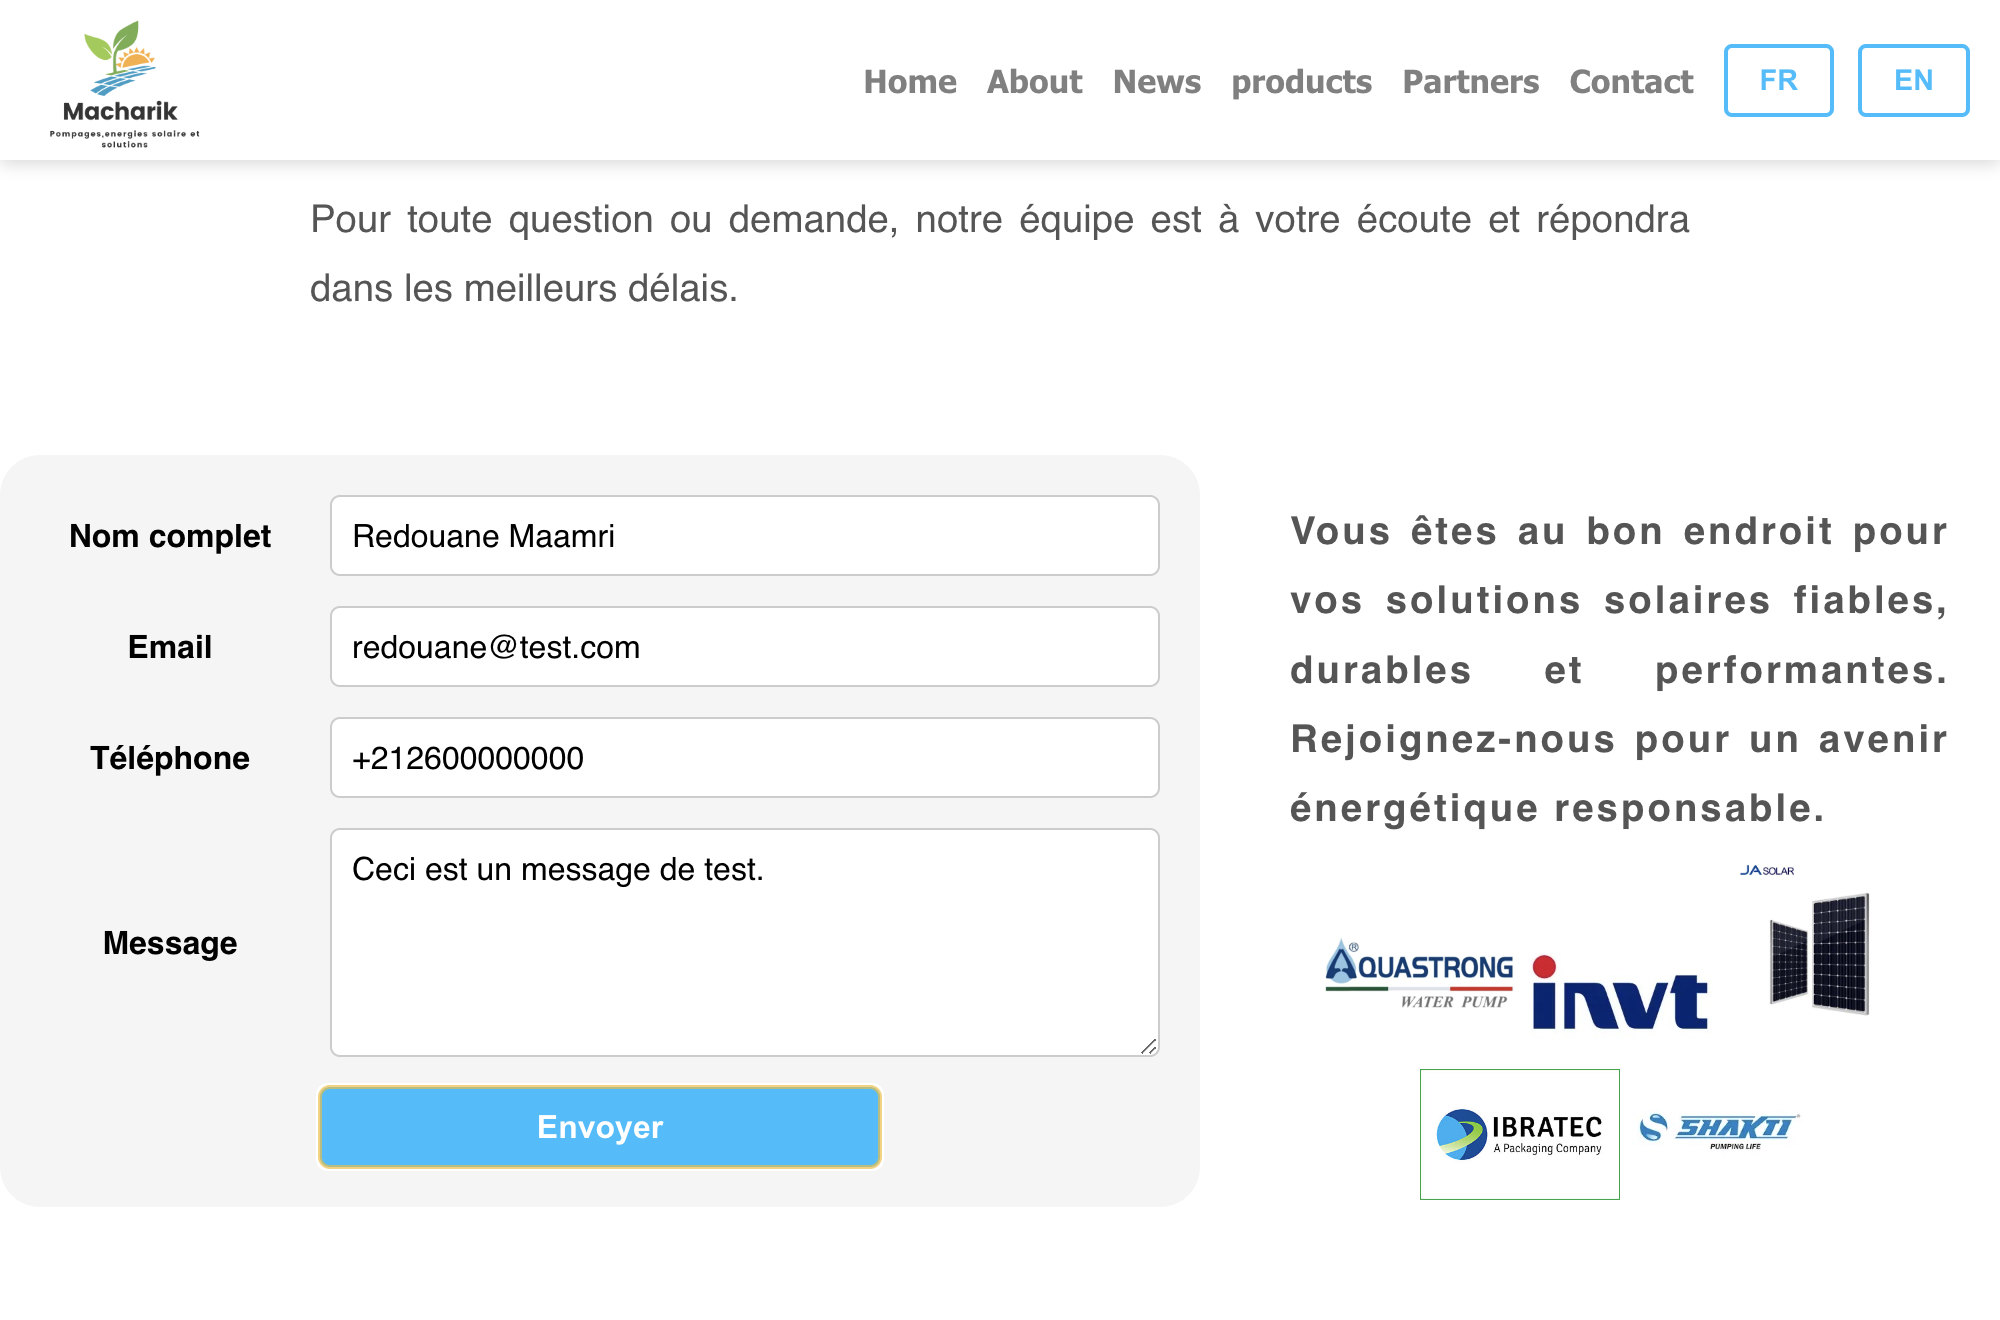 Macharik
Pompages,energies solaire et
solutions
Home About News products Partners Contact FR EN
Pour toute question ou demande, notre équipe est à votre écoute et répondra
dans les meilleurs délais.
Nom complet
Redouane Maamri
Email
redouane@test.com
Téléphone
+212600000000
Message
Ceci est un message de test.
Envoyer
Vous êtes au bon endroit pour
vos solutions solaires fiables,
durables et performantes.
Rejoignez-nous pour un avenir
énergétique responsable.
JA SOLAR
AQUASTRONG®
WATER PUMP
invt
IBRATEC
A Packaging Company
SHAKTI
PUMPING LIFE